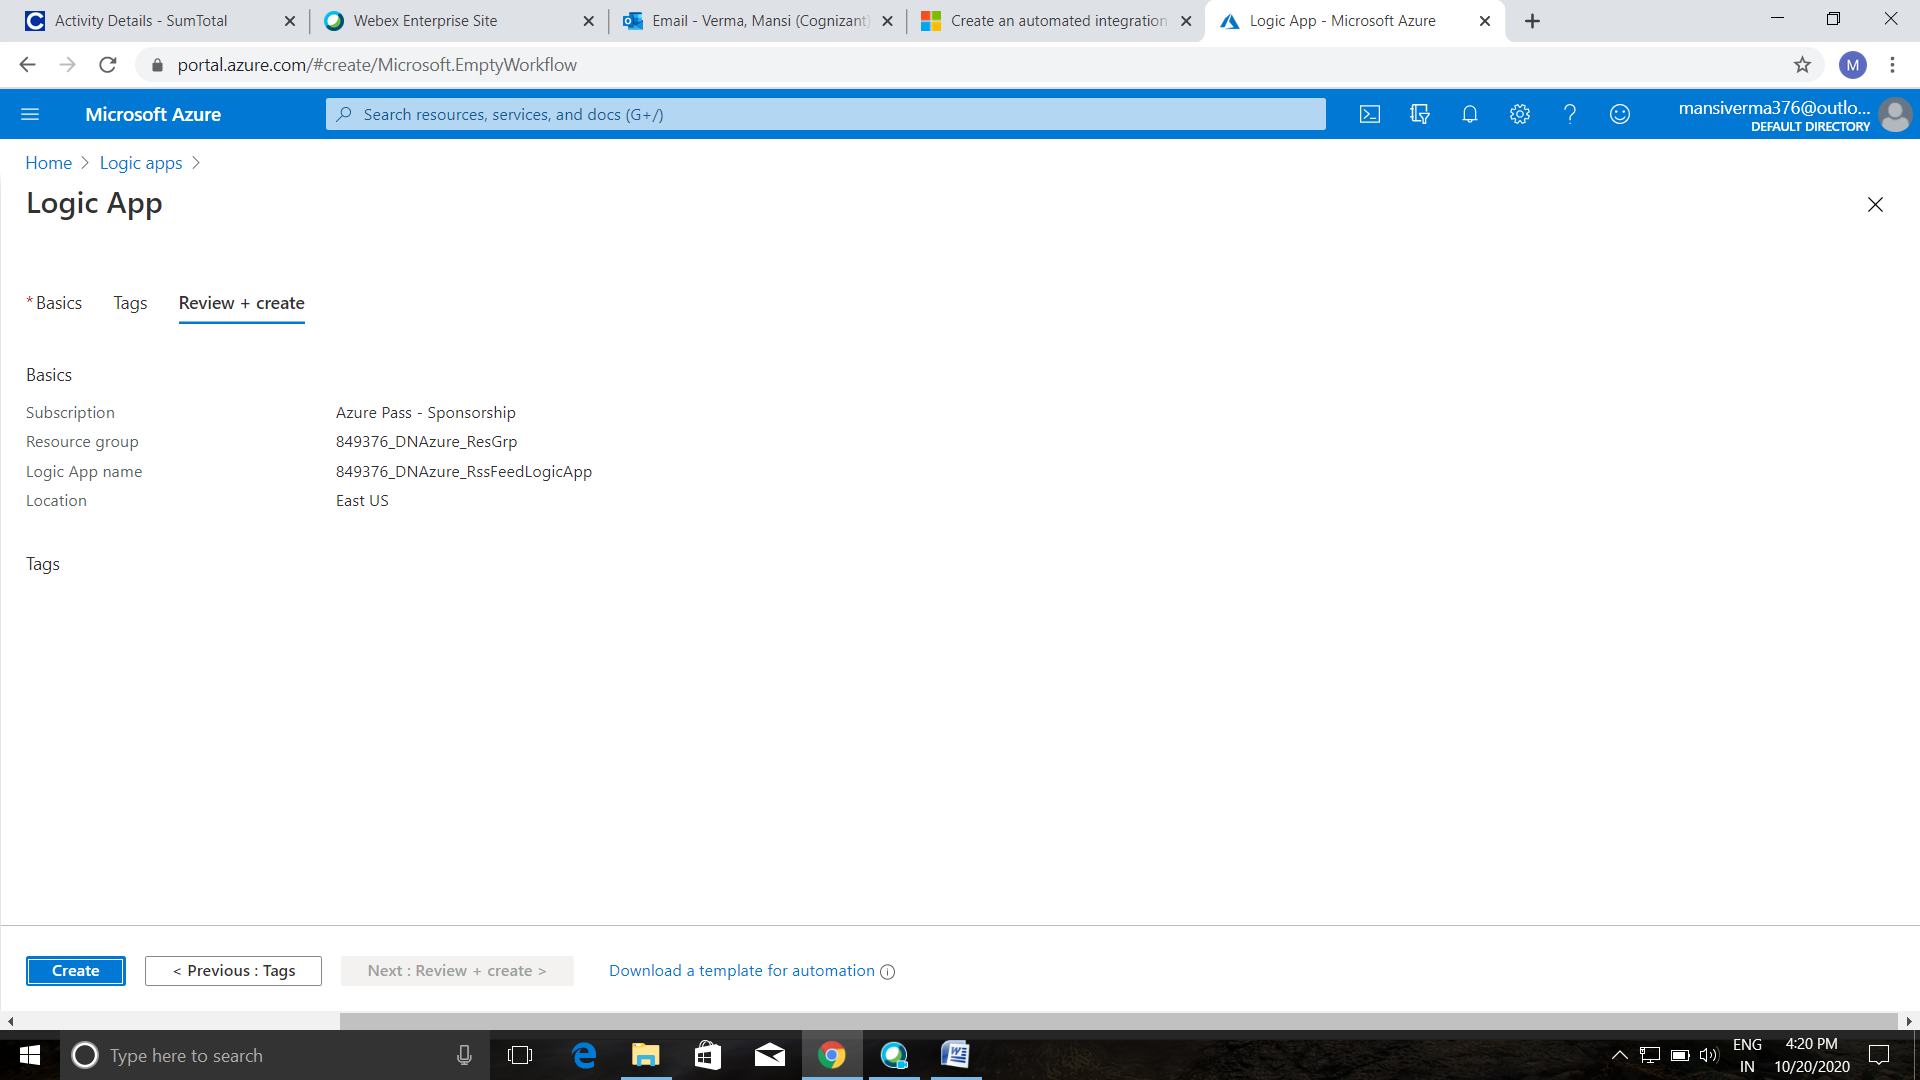 Activity Details - SumTotal
Webex Enterprise Site
Email - Verma, Mansi (Cognizant)
Create an automated integration
Logic App - Microsoft Azure
portal.azure.com/#create/Microsoft.EmptyWorkflow
M
Microsoft Azure
Search resources, services, and docs (G+/)
mansiverma376@outlo...
DEFAULT DIRECTORY
Home > Logic apps >
Logic App
* Basics Tags Review + create
Basics
Subscription Azure Pass - Sponsorship
Resource group 849376_DNAzure_ResGrp
Logic App name 849376_DNAzure_RssFeedLogicApp
Location East US
Tags
Create
< Previous : Tags
Next : Review + create >
Download a template for automation
Type here to search
ENG
IN
4:20 PM
10/20/2020